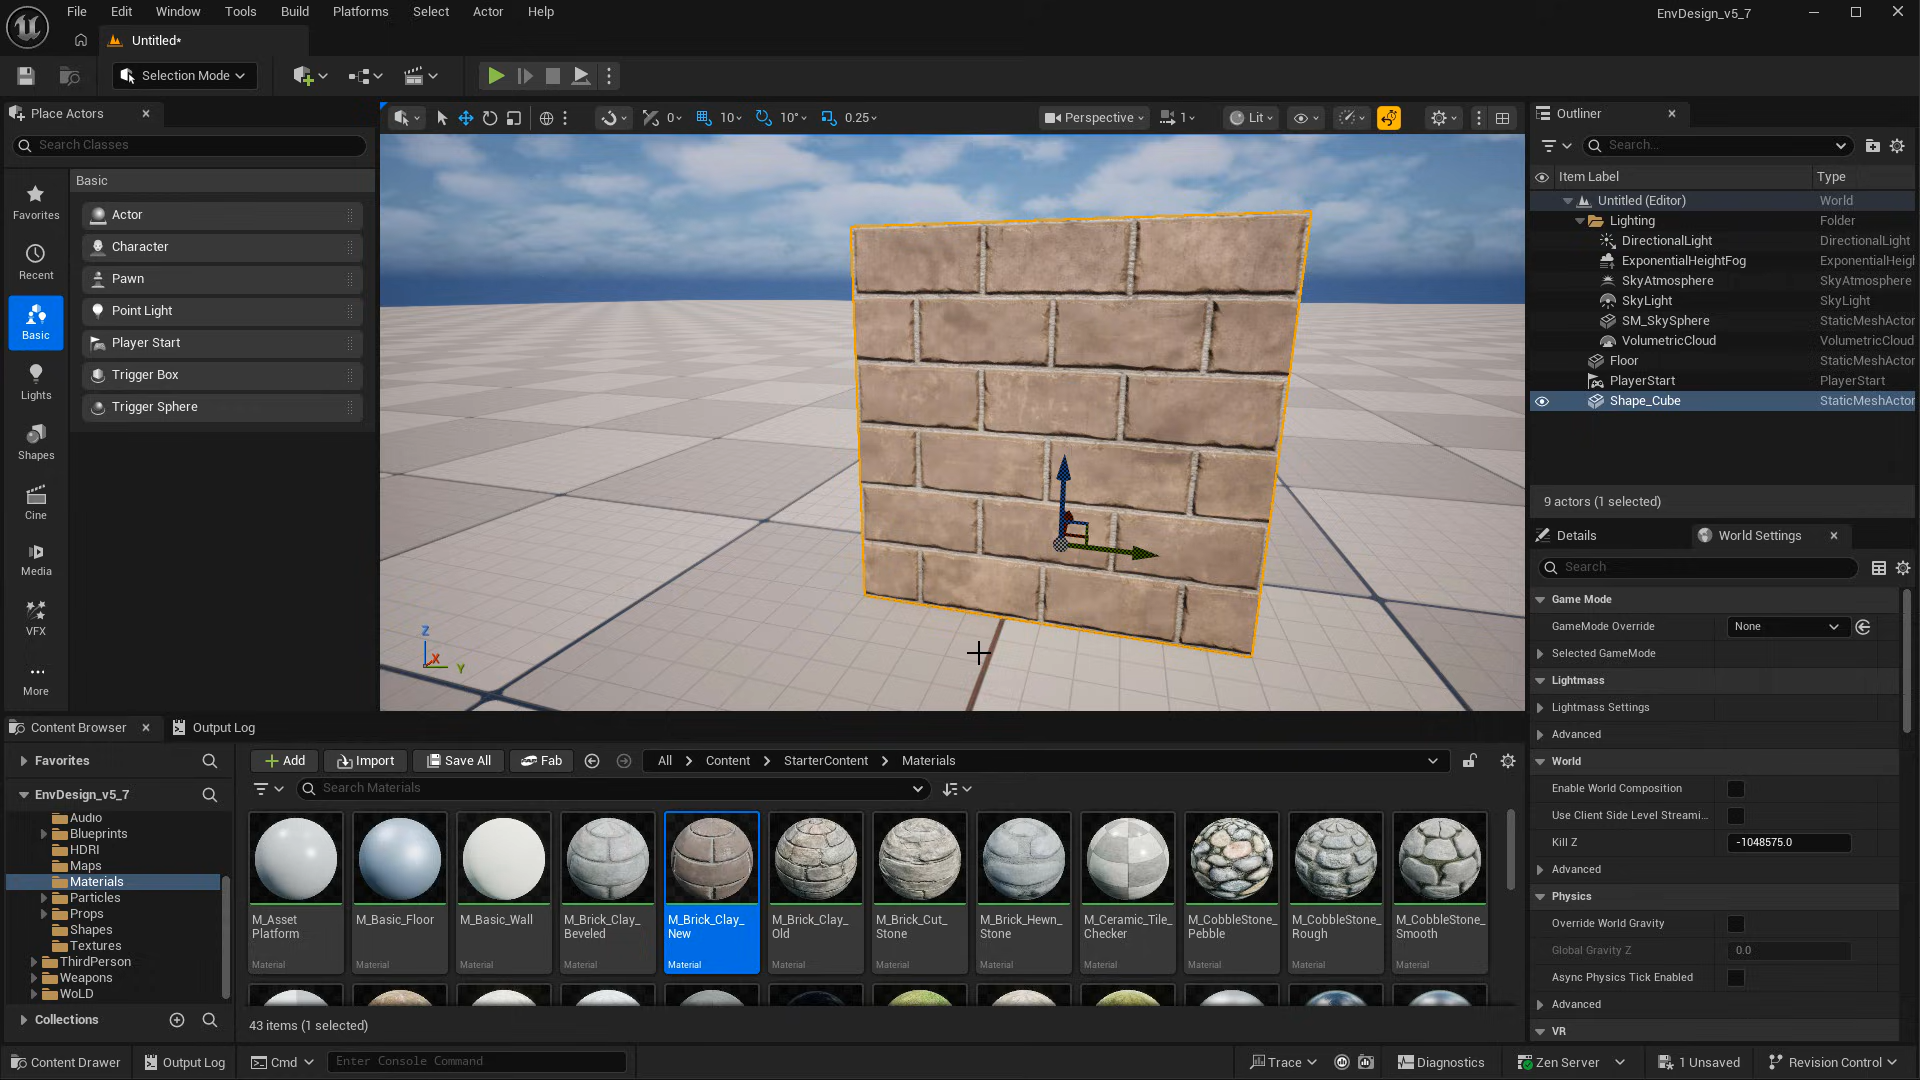 File Edit Window Tools Build Platforms Select Actor Help
EnvDesign_v5_7
Untitled*
Selection Mode
Place Actors
Search Classes
Favorites
Recent
Basic
Lights
Shapes
Cine
Media
VFX
More
Basic
Actor
Character
Pawn
Point Light
Player Start
Trigger Box
Trigger Sphere
0 10 10° 0.25
Perspective 1 Lit
Z
X
Y
Outliner
Search...
Item Label Type
Untitled (Editor) World
Lighting Folder
DirectionalLight DirectionalLight
ExponentialHeightFog ExponentialHeigl
SkyAtmosphere SkyAtmosphere
SkyLight SkyLight
SM_SkySphere StaticMeshActor
VolumetricCloud VolumetricCloud
Floor StaticMeshActor
PlayerStart PlayerStart
Shape_Cube StaticMeshActor
9 actors (1 selected)
Details World Settings
Search
Game Mode
GameMode Override None
Selected GameMode
Lightmass
Lightmass Settings
Advanced
World
Enable World Composition
Use Client Side Level Streami...
Kill Z -1048575.0
Advanced
Physics
Override World Gravity
Global Gravity Z 0.0
Async Physics Tick Enabled
Advanced
VR
Content Browser Output Log
Favorites
EnvDesign_v5_7
Audio
Blueprints
HDRI
Maps
Materials
Particles
Props
Shapes
Textures
ThirdPerson
Weapons
WoLD
Collections
Add Import Save All Fab All Content StarterContent Materials
Search Materials
M_Asset
Platform
Material
M_Basic_Floor
Material
M_Basic_Wall
Material
M_Brick_Clay_
Beveled
Material
M_Brick_Clay_
New
Material
M_Brick_Clay_
Old
Material
M_Brick_Cut_
Stone
Material
M_Brick_Hewn_
Stone
Material
M_Ceramic_Tile_
Checker
Material
M_CobbleStone_
Pebble
Material
M_CobbleStone_
Rough
Material
M_CobbleStone_
Smooth
Material
43 items (1 selected)
Content Drawer Output Log Cmd Enter Console Command Trace Diagnostics Zen Server 1 Unsaved Revision Control